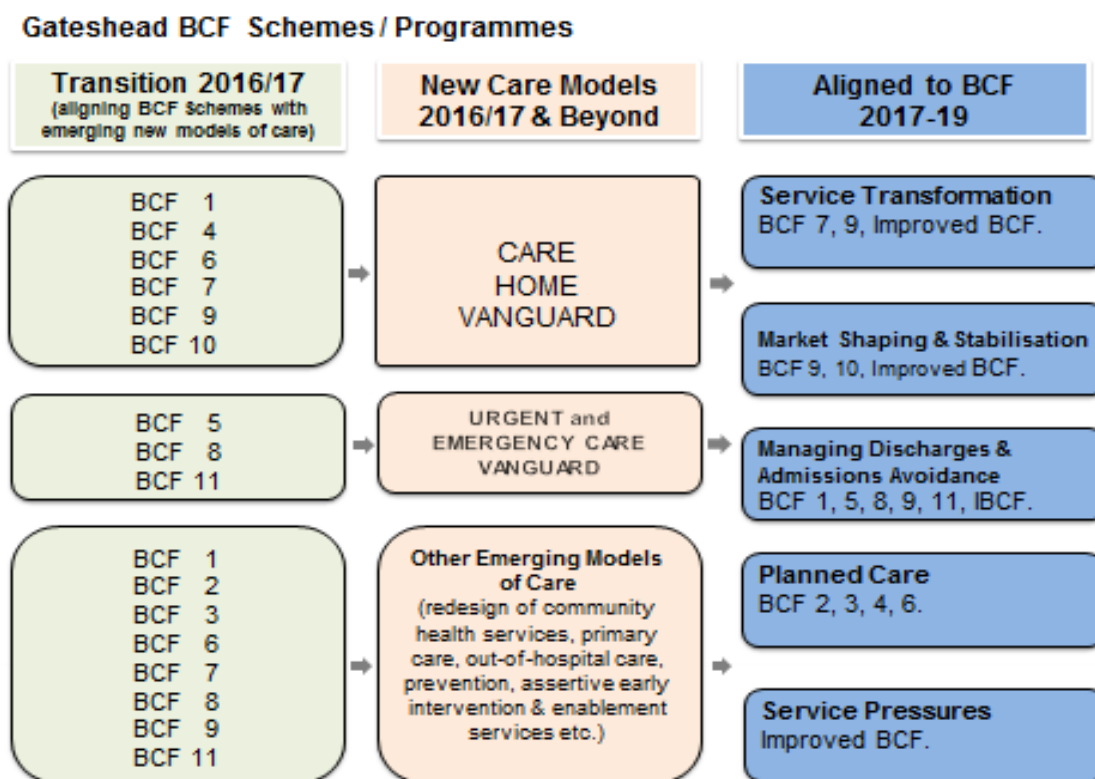 Gateshead BCF Schemes / Programmes
Transition 2016/17
(aligning BCF Schemes with
emerging new models of care)
New Care Models
2016/17 & Beyond
Aligned to BCF
2017-19
BCF 1
BCF 4
BCF 6
BCF 7
BCF 9
BCF 10
CARE
HOME
VANGUARD
Service Transformation
BCF 7, 9, Improved BCF.
Market Shaping & Stabilisation
BCF 9, 10, Improved BCF.
BCF 5
BCF 8
BCF 11
URGENT and
EMERGENCY CARE
VANGUARD
Managing Discharges &
Admissions Avoidance
BCF 1, 5, 8, 9, 11, IBCF.
BCF 1
BCF 2
BCF 3
BCF 6
BCF 7
BCF 8
BCF 9
BCF 11
Other Emerging Models
of Care
(redesign of community
health services, primary
care, out-of-hospital care,
prevention, assertive early
intervention & enablement
services etc.)
Planned Care
BCF 2, 3, 4, 6.
Service Pressures
Improved BCF.